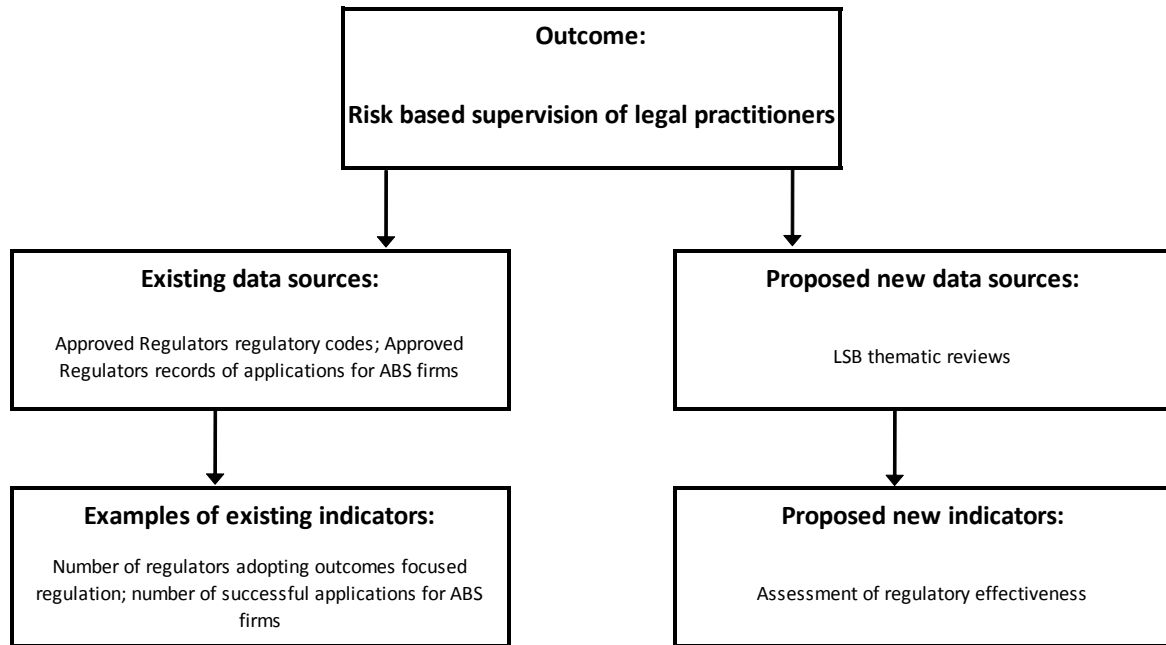 Outcome:
Risk based supervision of legal practitioners
Existing data sources:
Approved Regulators regulatory codes; Approved
Regulators records of applications for ABS firms
Proposed new data sources:
LSB thematic reviews
Examples of existing indicators:
Number of regulators adopting outcomes focused
regulation; number of successful applications for ABS
firms
Proposed new indicators:
Assessment of regulatory effectiveness